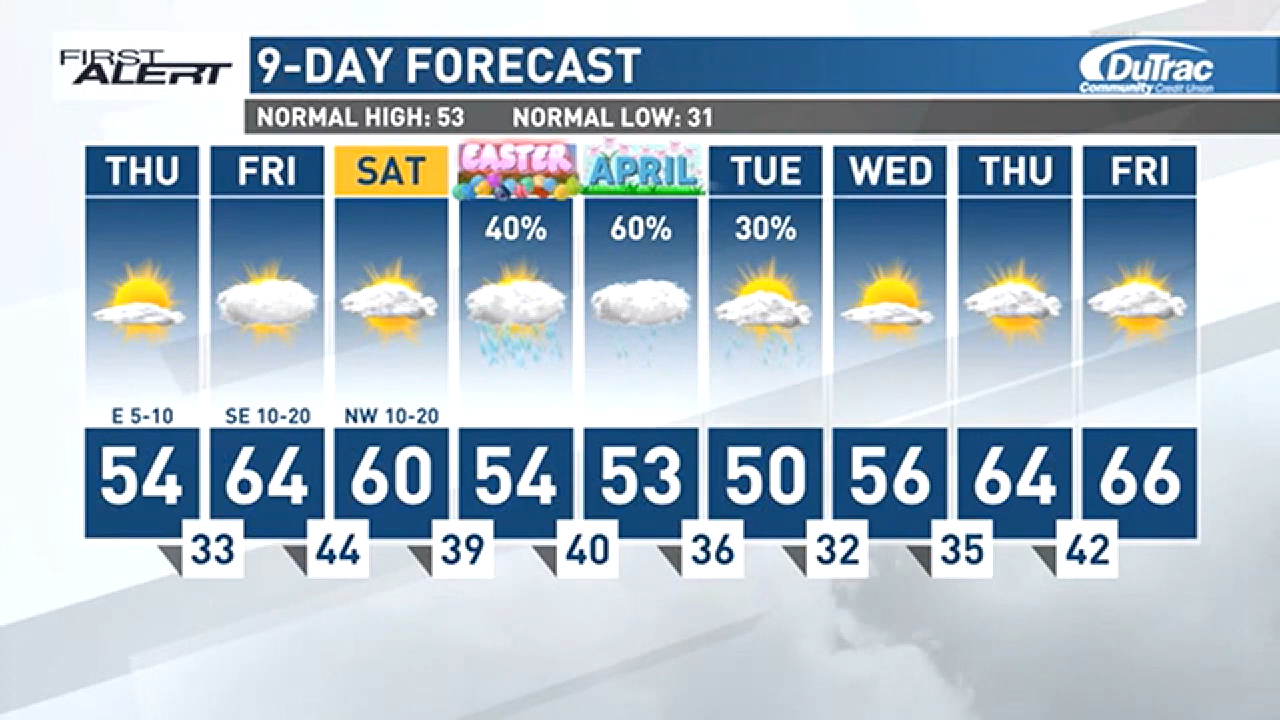 FIRST
ALERT
9-DAY FORECAST
DuTrac
Community Credit Union
NORMAL HIGH: 53 NORMAL LOW: 31
THU FRI SAT EASTER APRIL TUE WED THU FRI
40% 60% 30%
E 5-10 SE 10-20 NW 10-20
54 64 60 54 53 50 56 64 66
33 44 39 40 36 32 35 42